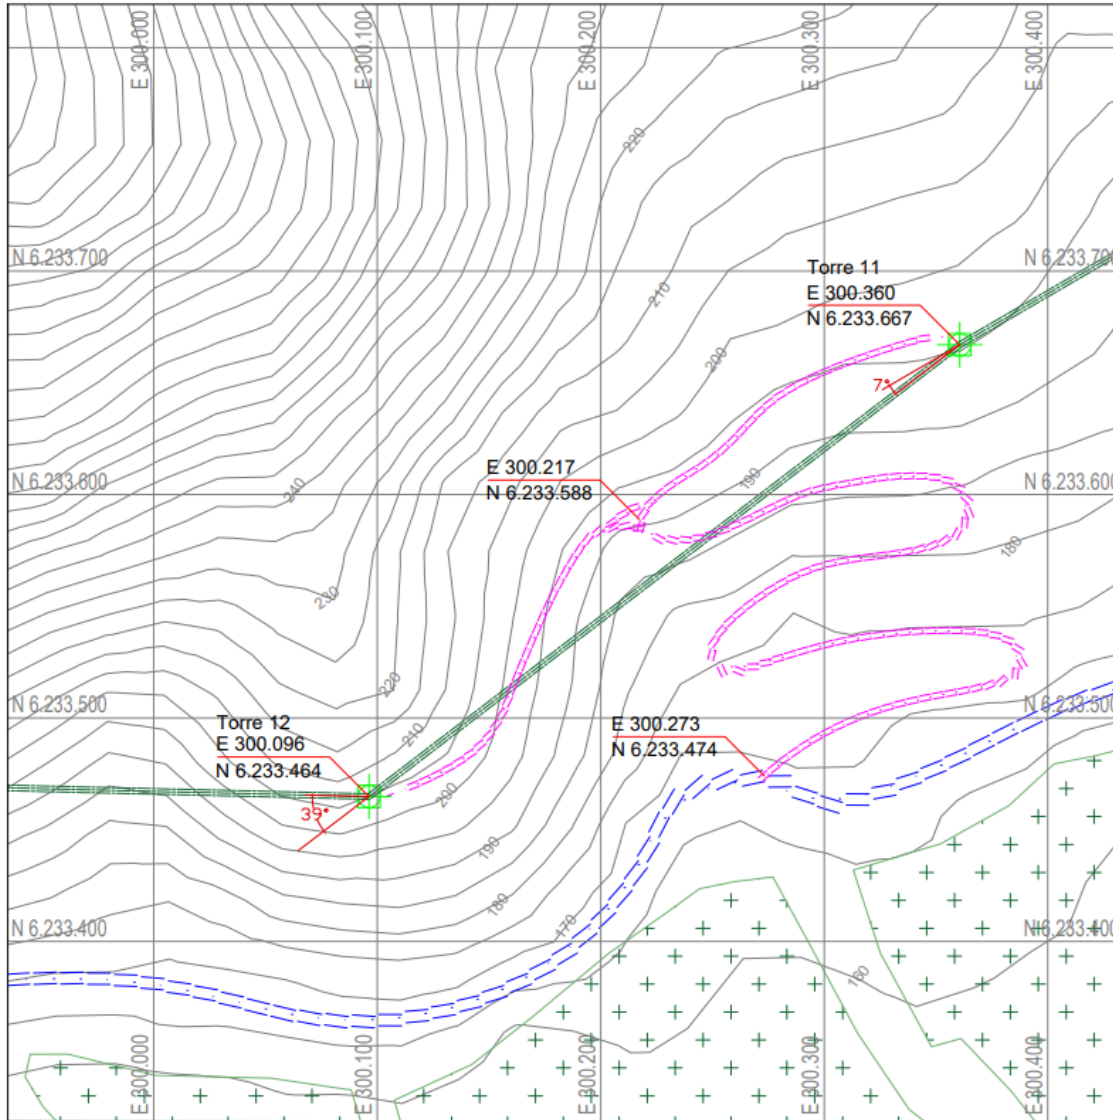 E 300.000
E 300.100
E 300.200
E 300.300
E 300.400
220
N 6.233.700
N 6.233.700
Torre 11
E 300.360
N 6.233.667
210
200
7°
E 300.217
N 6.233.588
N 6.233.600
N 6.233.600
240
190
180
230
220
N 6.233.500
N 6.233.500
Torre 12
E 300.096
N 6.233.464
E 300.273
N 6.233.474
210
200
39°
190
180
170
N 6.233.400
N 6.233.400
160
E 300.000
E 300.100
E 300.200
E 300.300
E 300.400